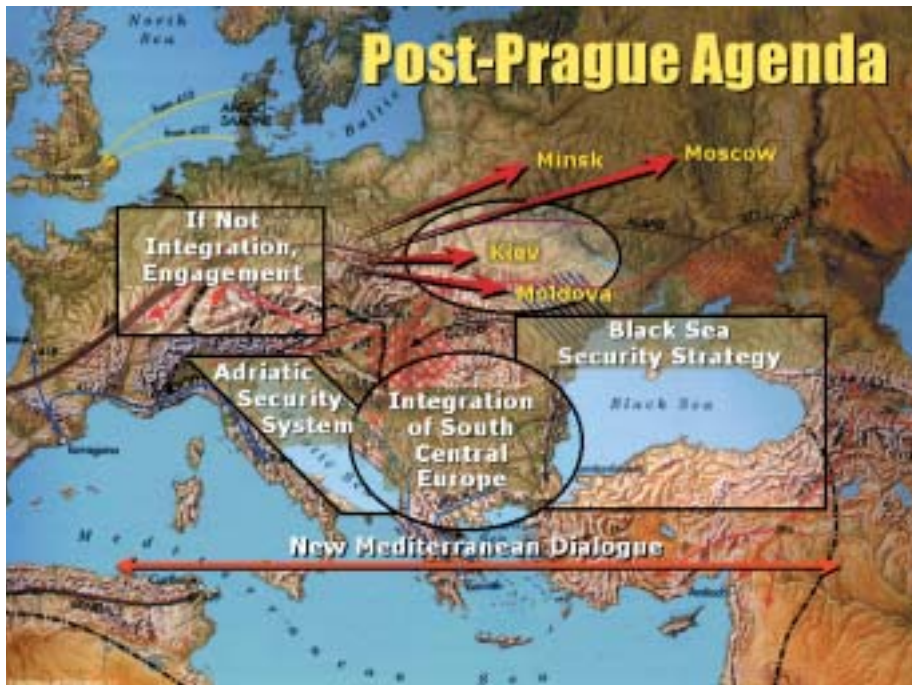 Post-Prague Agenda
North
Sea
Baltic
Minsk
Moscow
If Not
Integration,
Engagement
Kiev
Moldova
Black Sea
Security Strategy
Adriatic
Security
System
Integration
of South
Central
Europe
Black Sea
New Mediterranean Dialogue